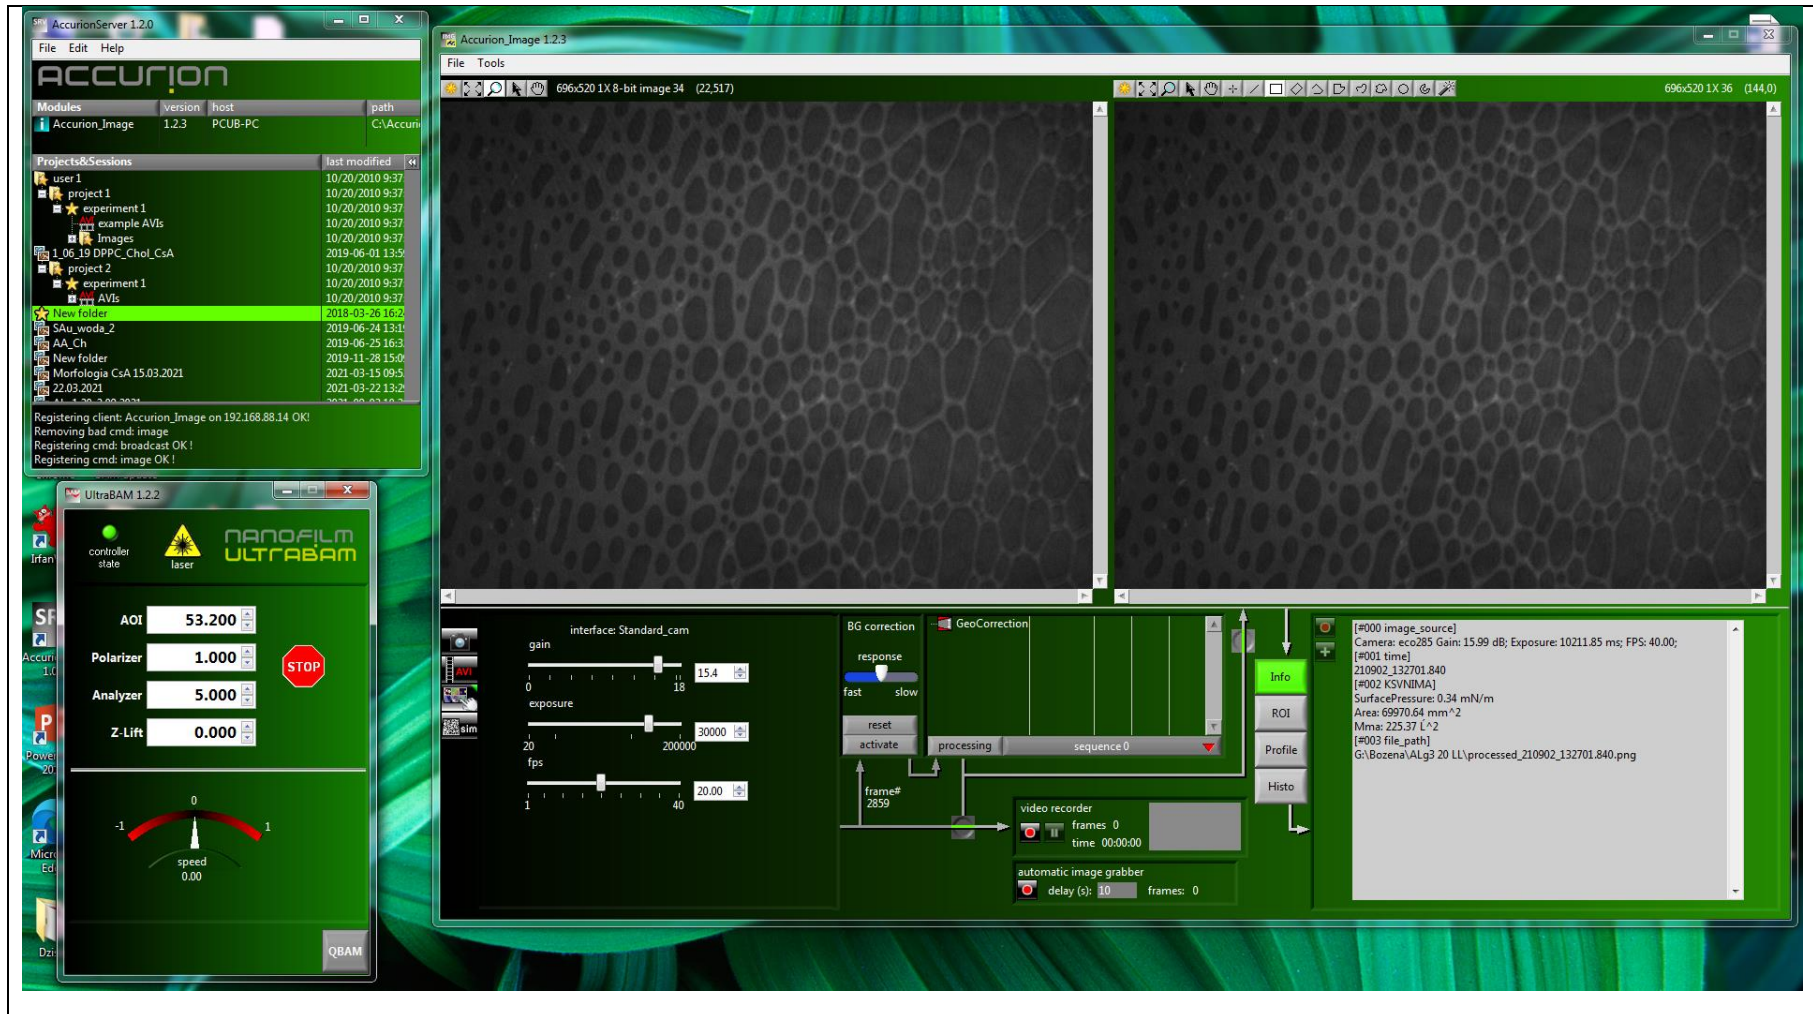 AccurionServer 1.2.0
File Edit Help
ACCURION
Modules version host path
Accurion_Image 1.2.3 PCUB-PC C:\Accuri
Projects&Sessions last modified
user1 10/20/2010 9:37
project 1 10/20/2010 9:37
experiment 1 10/20/2010 9:37
example AVIs 10/20/2010 9:37
Images 10/20/2010 9:37
1_06_19 DPPC_Chol_CsA 2019-06-01 13:5
project 2 10/20/2010 9:37
experiment 1 10/20/2010 9:37
AVIs 10/20/2010 9:37
New folder 2018-03-26 16:2
SAu_woda_2 2019-06-24 13:1
AA_Ch 2019-06-25 16:3
New folder 2019-11-28 15:0
Morfologia CsA 15.03.2021 2021-03-15 09:5
22.03.2021 2021-03-22 13:2
Registering client: Accurion_Image on 192.168.88.14 OK!
Removing bad cmd: image
Registering cmd: broadcast OK !
Registering cmd: image OK !
UltraBAM 1.2.2
controller state
laser
NANOFILM
ULTRABAM
AOI 53.200
Polarizer 1.000
Analyzer 5.000
Z-Lift 0.000
STOP
-1 0 1
speed
0.00
QBAM
Accurion_Image 1.2.3
File Tools
696x520 1X 8-bit image 34 (22,517)
696x520 1X 36 (144,0)
interface: Standard_cam
gain
0 18 15.4
exposure
20 200000 30000
fps
1 40 20.00
AVI
sim
BG correction
response
fast slow
reset
activate
frame#
2859
GeoCorrection
processing sequence 0
video recorder
frames 0
time 00:00:00
automatic image grabber
delay (s): 10 frames: 0
Info
ROI
Profile
Histo
[#000 image_source]
Camera: eco285 Gain: 15.99 dB; Exposure: 10211.85 ms; FPS: 40.00;
[#001 time]
210902_132701.840
[#002 KSVNIMA]
SurfacePressure: 0.34 mN/m
Area: 69970.64 mm^2
Mma: 225.37 Ĺ^2
[#003 file_path]
G:\Bozena\ALg3 20 LL\processed_210902_132701.840.png